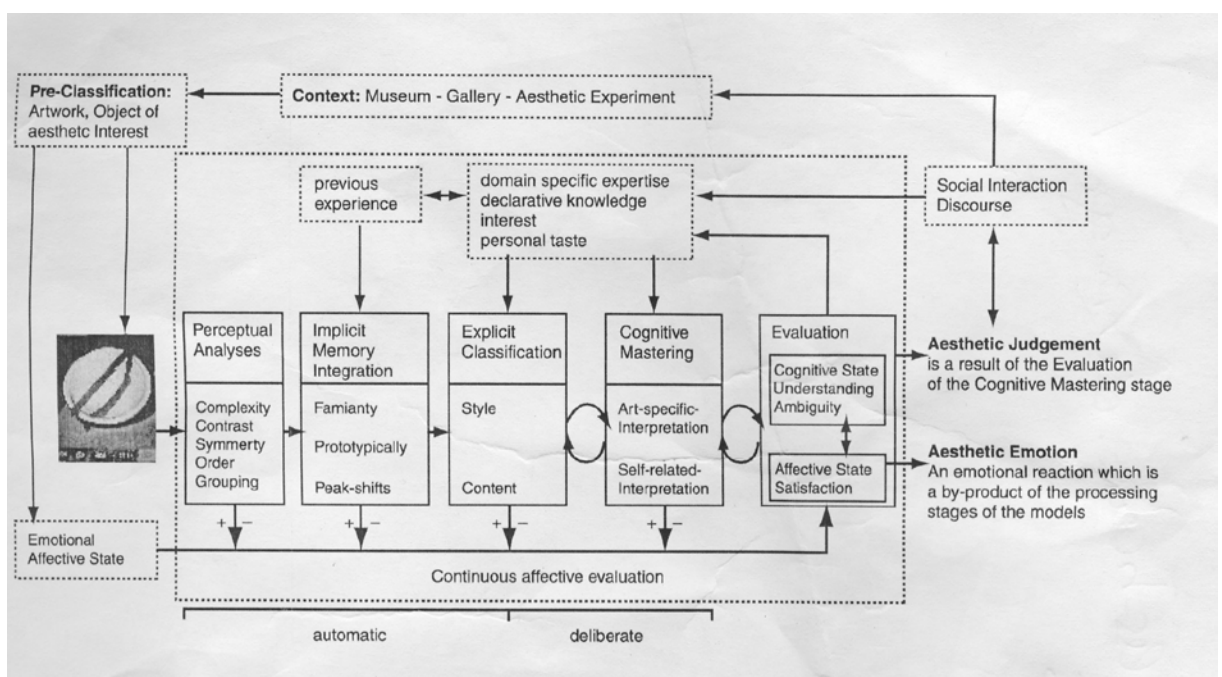 Pre-Classification:
Artwork, Object of
aesthetc Interest
Context: Museum - Gallery - Aesthetic Experiment
previous
experience
domain specific expertise
declarative knowledge
interest
personal taste
Social Interaction
Discourse
Perceptual
Analyses
Complexity
Contrast
Symmerty
Order
Grouping
Implicit
Memory
Integration
Famianty
Prototypically
Peak-shifts
Explicit
Classification
Style
Content
Cognitive
Mastering
Art-specific-
Interpretation
Self-related-
Interpretation
Evaluation
Cognitive State
Understanding
Ambiguity
Affective State
Satisfaction
Aesthetic Judgement
is a result of the Evaluation
of the Cognitive Mastering stage
Aesthetic Emotion
An emotional reaction which is
a by-product of the processing
stages of the models
Emotional
Affective State
+ −
+ −
+ −
+ −
Continuous affective evaluation
automatic
deliberate